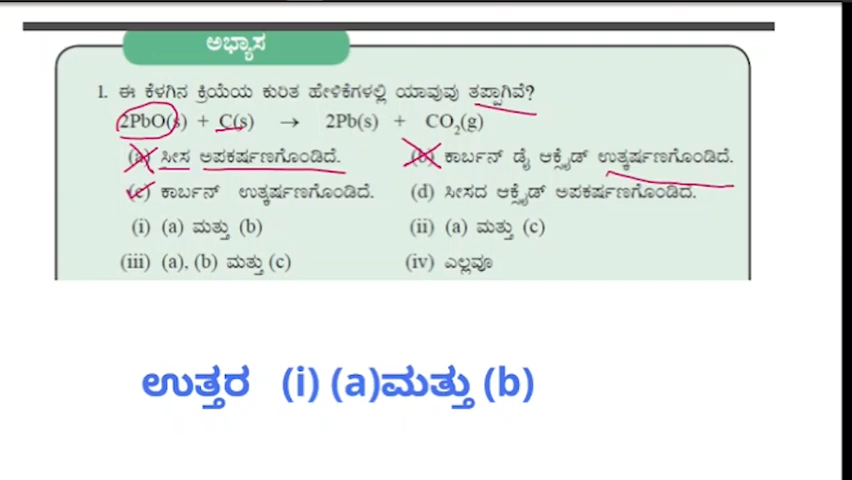 ಅಭ್ಯಾಸ
1. ಈ ಕೆಳಗಿನ ಕ್ರಿಯೆಯ ಕುರಿತ ಹೇಳಿಕೆಗಳಲ್ಲಿ ಯಾವುವು ತಪ್ಪಾಗಿವೆ?
2PbO(s) + C(s) → 2Pb(s) + CO₂(g)
(a) ಸೀಸ ಅಪಕರ್ಷಣಗೊಂಡಿದೆ. (b) ಕಾರ್ಬನ್ ಡೈ ಆಕ್ಸೈಡ್ ಉತ್ಕರ್ಷಣಗೊಂಡಿದೆ.
(c) ಕಾರ್ಬನ್ ಉತ್ಕರ್ಷಣಗೊಂಡಿದೆ. (d) ಸೀಸದ ಆಕ್ಸೈಡ್ ಅಪಕರ್ಷಣಗೊಂಡಿದೆ.
(i) (a) ಮತ್ತು (b) (ii) (a) ಮತ್ತು (c)
(iii) (a), (b) ಮತ್ತು (c) (iv) ಎಲ್ಲವೂ
ಉತ್ತರ (i) (a)ಮತ್ತು (b)